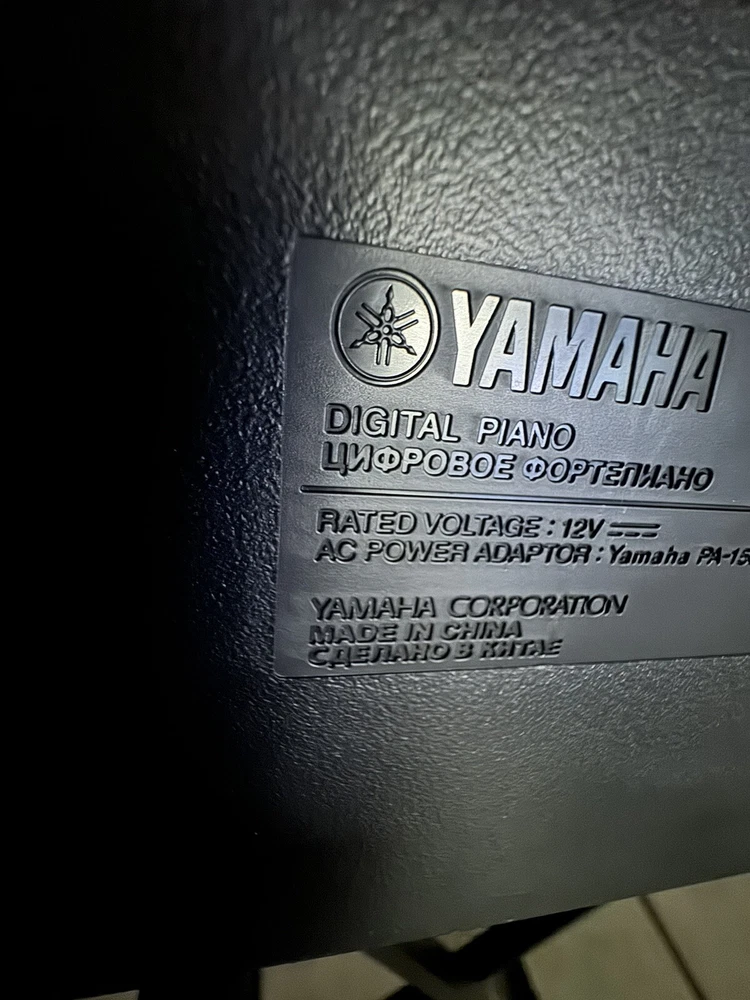 YAMAHA
DIGITAL PIANO
ЦИФРОВОЕ ФОРТЕПИАНО
RATED VOLTAGE : 12V
AC POWER ADAPTOR : Yamaha
YAMAHA CORPORATION
MADE IN CHINA
СДЕЛАНО В КИТАЕ